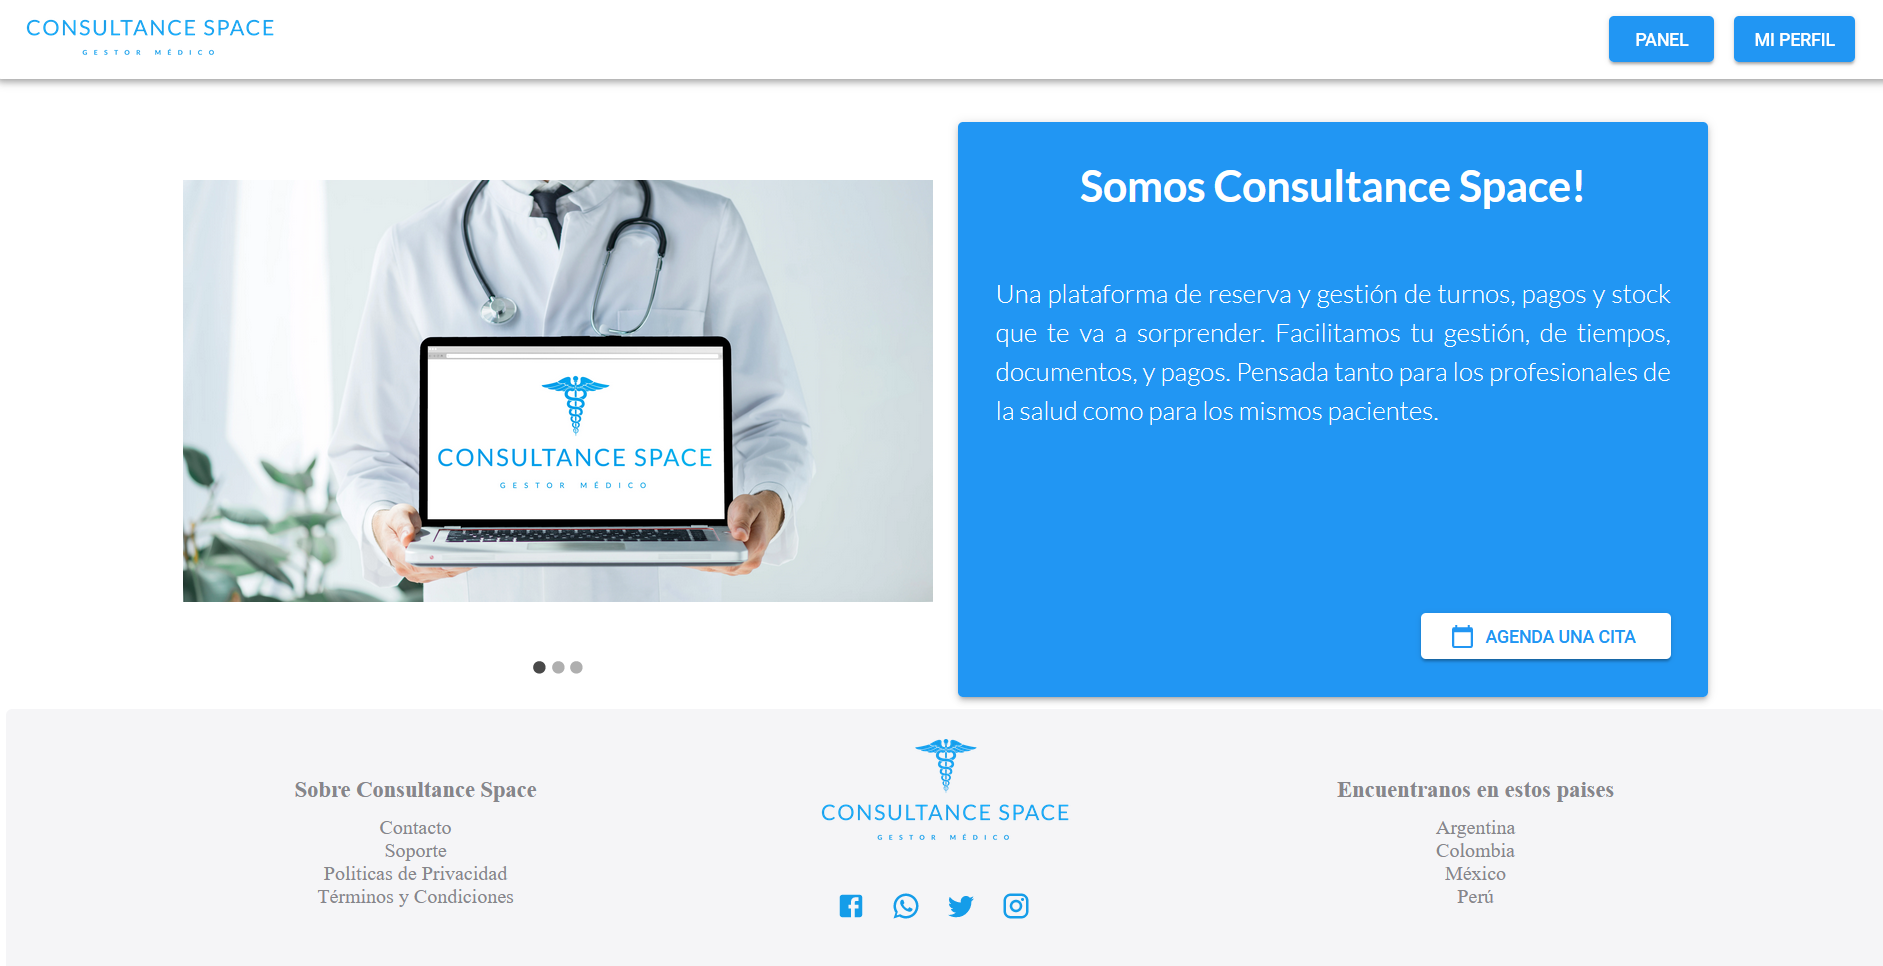 CONSULTANCE SPACE
GESTOR MÉDICO
PANEL
MI PERFIL
CONSULTANCE SPACE
GESTOR MÉDICO
Somos Consultance Space!
Una plataforma de reserva y gestión de turnos, pagos y stock
que te va a sorprender. Facilitamos tu gestión, de tiempos,
documentos, y pagos. Pensada tanto para los profesionales de
la salud como para los mismos pacientes.
AGENDA UNA CITA
Sobre Consultance Space
Contacto
Soporte
Politicas de Privacidad
Términos y Condiciones
CONSULTANCE SPACE
GESTOR MÉDICO
Encuentranos en estos paises
Argentina
Colombia
México
Perú